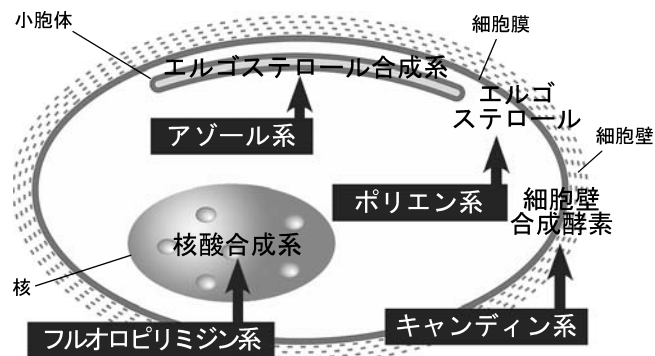 小胞体
細胞膜
エルゴステロール合成系
エルゴ
ステロール
アゾール系
細胞壁
ポリエン系
細胞壁
合成酵素
核酸合成系
核
フルオロピリミジン系
キャンディン系